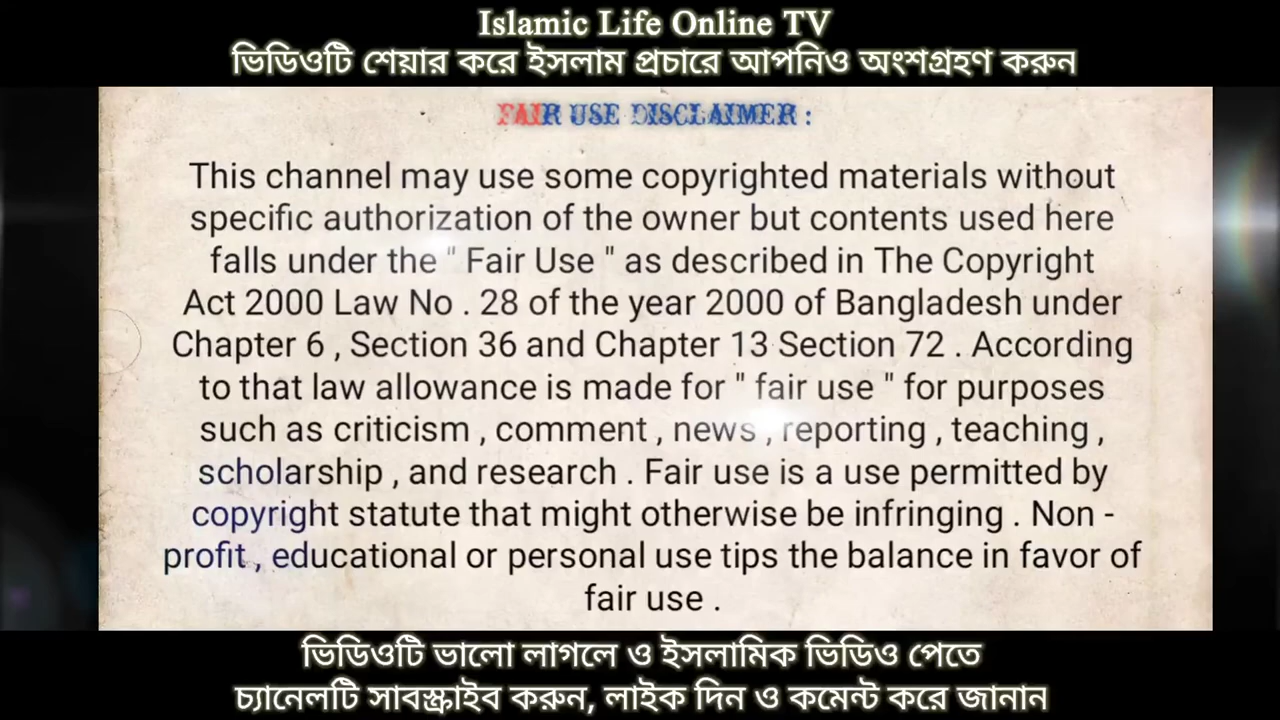 Islamic Life Online TV
ভিডিওটি শেয়ার করে ইসলাম প্রচারে আপনিও অংশগ্রহণ করুন
FAIR USE DISCLAIMER :
This channel may use some copyrighted materials without
specific authorization of the owner but contents used here
falls under the " Fair Use " as described in The Copyright
Act 2000 Law No . 28 of the year 2000 of Bangladesh under
Chapter 6 , Section 36 and Chapter 13 Section 72 . According
to that law allowance is made for " fair use " for purposes
such as criticism , comment , news , reporting , teaching ,
scholarship , and research . Fair use is a use permitted by
copyright statute that might otherwise be infringing . Non -
profit , educational or personal use tips the balance in favor of
fair use .
ভিডিওটি ভালো লাগলে ও ইসলামিক ভিডিও পেতে
চ্যানেলটি সাবস্ক্রাইব করুন, লাইক দিন ও কমেন্ট করে জানান